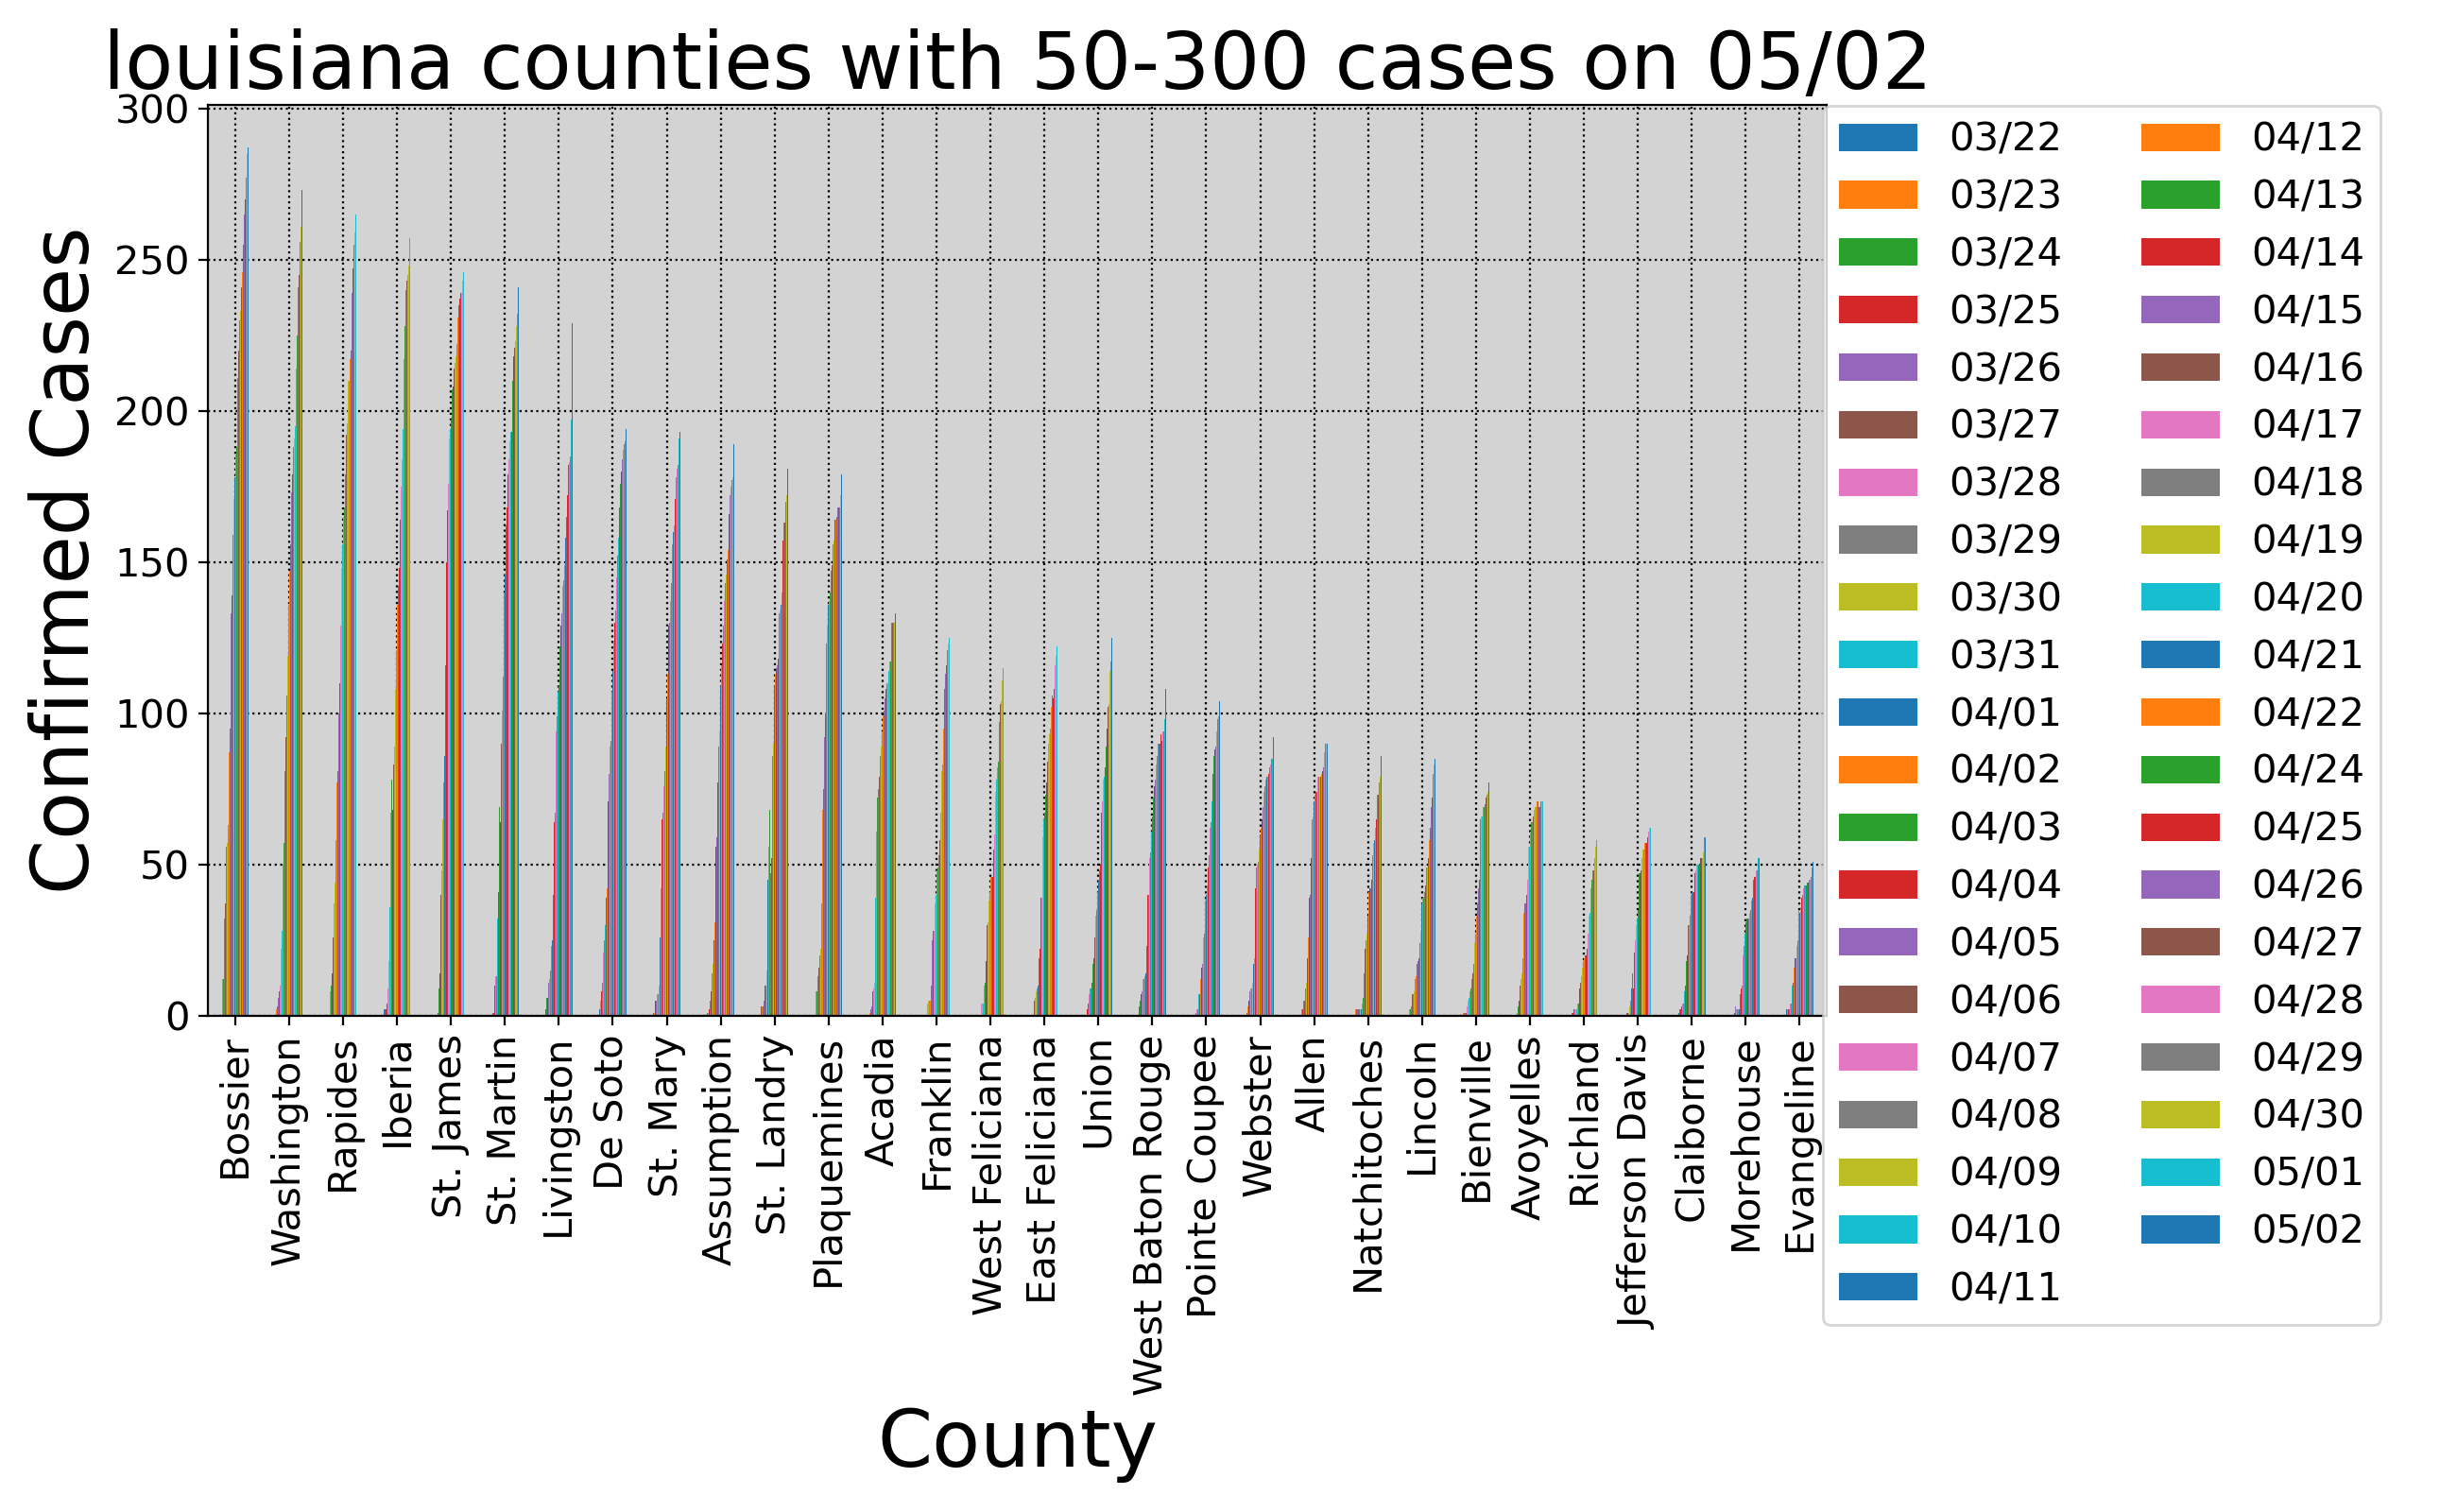 louisiana counties with 50-300 cases on 05/02
Confirmed Cases
300
250
200
150
100
50
0
Bossier
Washington
Rapides
Iberia
St. James
St. Martin
Livingston
De Soto
St. Mary
Assumption
St. Landry
Plaquemines
Acadia
Franklin
West Feliciana
East Feliciana
Union
West Baton Rouge
Pointe Coupee
Webster
Allen
Natchitoches
Lincoln
Bienville
Avoyelles
Richland
Jefferson Davis
Claiborne
Morehouse
Evangeline
County
03/22
03/23
03/24
03/25
03/26
03/27
03/28
03/29
03/30
03/31
04/01
04/02
04/03
04/04
04/05
04/06
04/07
04/08
04/09
04/10
04/11
04/12
04/13
04/14
04/15
04/16
04/17
04/18
04/19
04/20
04/21
04/22
04/24
04/25
04/26
04/27
04/28
04/29
04/30
05/01
05/02